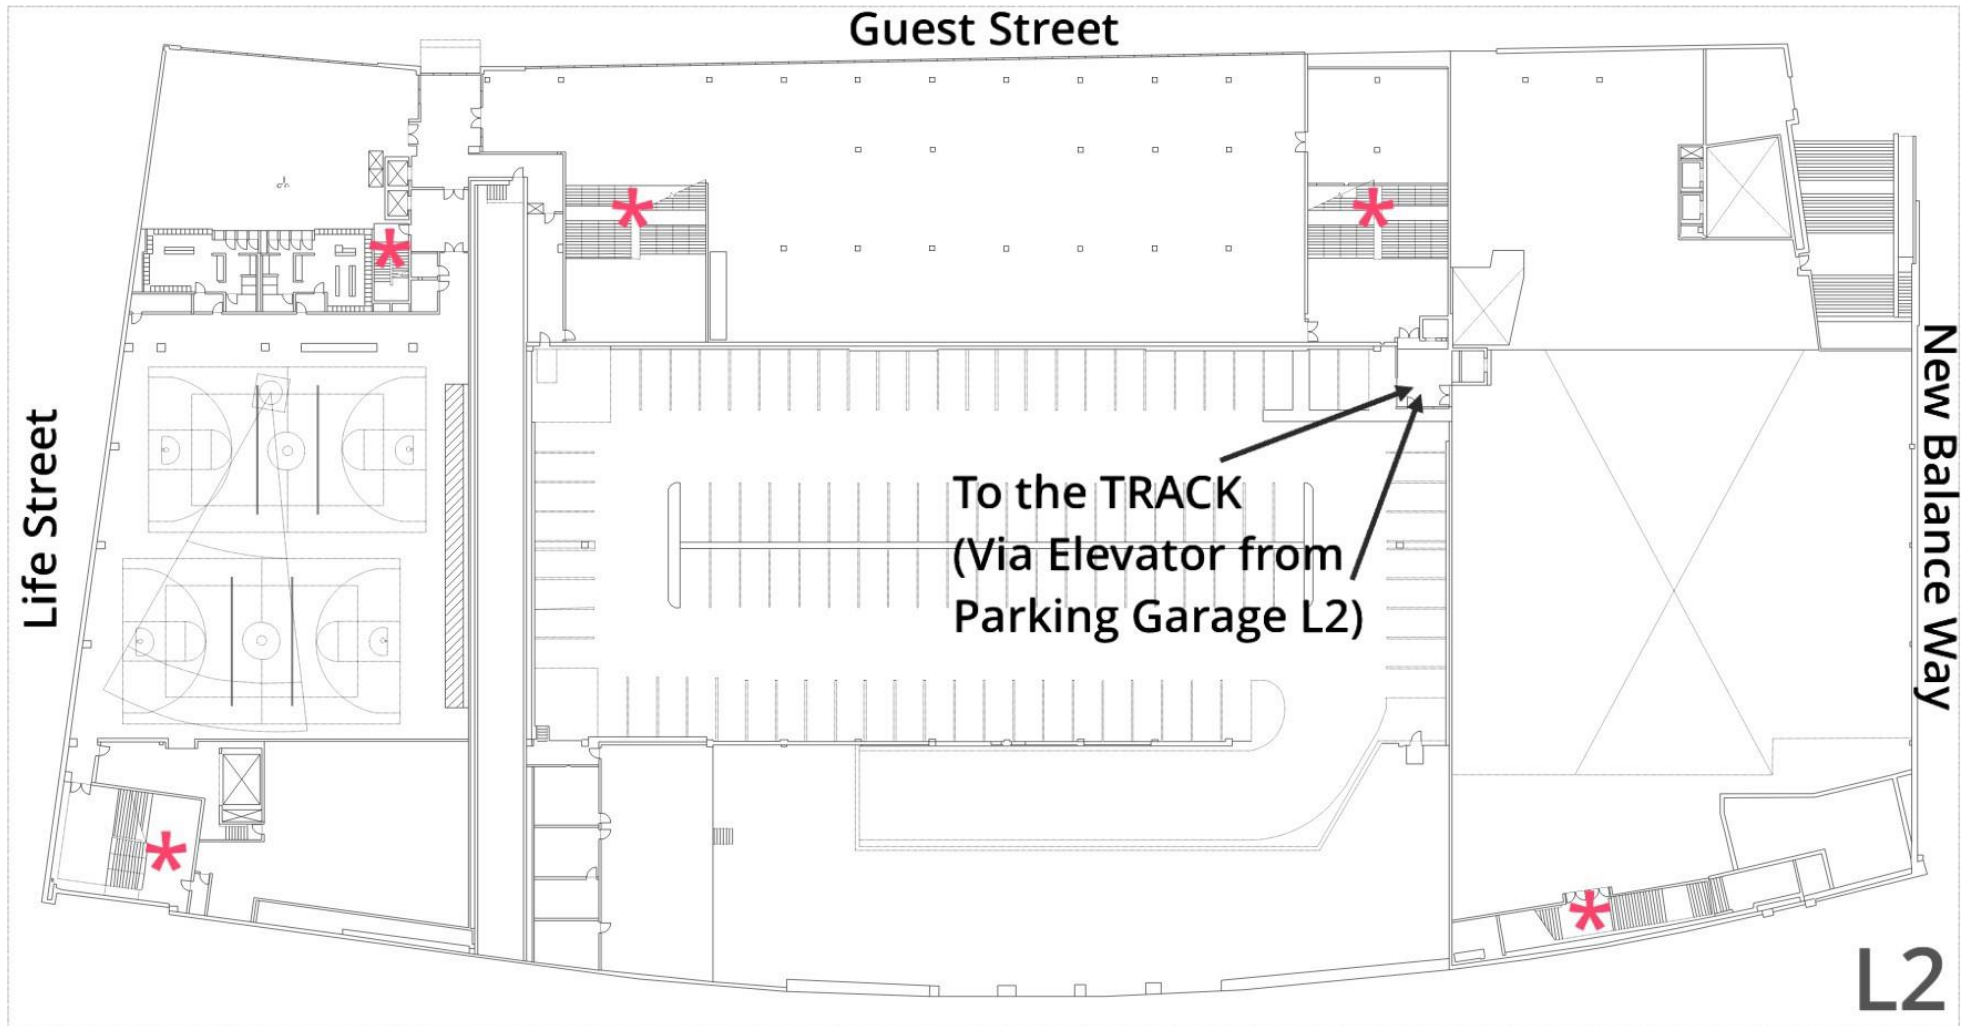 Guest Street
Life Street
To the TRACK
(Via Elevator from
Parking Garage L2)
New Balance Way
L2